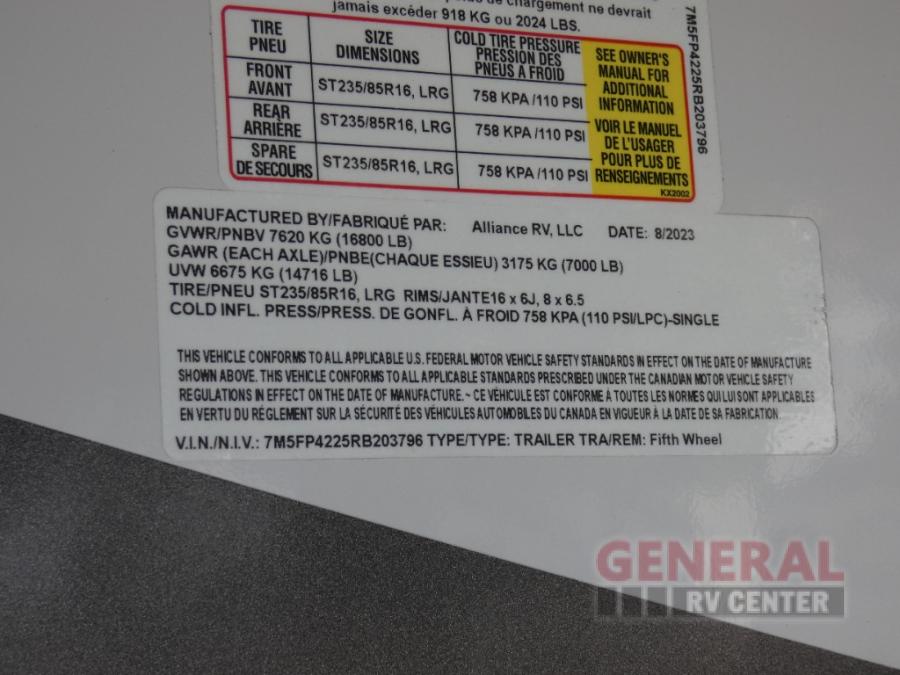 de chargement ne devrait
jamais excéder 918 KG ou 2024 LBS.
TIRE PNEU SIZE DIMENSIONS COLD TIRE PRESSURE PRESSION DES PNEUS A FROID
FRONT AVANT ST235/85R16, LRG 758 KPA /110 PSI
REAR ARRIÈRE ST235/85R16, LRG 758 KPA /110 PSI
SPARE DE SECOURS ST235/85R16, LRG 758 KPA /110 PSI
SEE OWNER'S
MANUAL FOR
ADDITIONAL
INFORMATION
VOIR LE MANUEL
DE L'USAGER
POUR PLUS DE
RENSEIGNEMENTS
KX2002
7M5FP4225RB203796
MANUFACTURED BY/FABRIQUÉ PAR: Alliance RV, LLC DATE: 8/2023
GVWR/PNBV 7620 KG (16800 LB)
GAWR (EACH AXLE)/PNBE(CHAQUE ESSIEU) 3175 KG (7000 LB)
UVW 6675 KG (14716 LB)
TIRE/PNEU ST235/85R16, LRG RIMS/JANTE16 x 6J, 8 x 6.5
COLD INFL. PRESS/PRESS. DE GONFL. À FROID 758 KPA (110 PSI/LPC)-SINGLE
THIS VEHICLE CONFORMS TO ALL APPLICABLE U.S. FEDERAL MOTOR VEHICLE SAFETY STANDARDS IN EFFECT ON THE DATE OF MANUFACTURE
SHOWN ABOVE. THIS VEHICLE CONFORMS TO ALL APPLICABLE STANDARDS PRESCRIBED UNDER THE CANADIAN MOTOR VEHICLE SAFETY
REGULATIONS IN EFFECT ON THE DATE OF MANUFACTURE. ~ CE VÉHICULE EST CONFORME À TOUTES LES NORMES QUI LUI SONT APPLICABLES
EN VERTU DU RÉGLEMENT SUR LA SÉCURITÉ DES VÉHICULES AUTOMOBILES DU CANADA EN VIGUEUR À LA DATE DE SA FABRICATION.
V.I.N./N.I.V.: 7M5FP4225RB203796 TYPE/TYPE: TRAILER TRA/REM: Fifth Wheel
GENERAL
RV CENTER